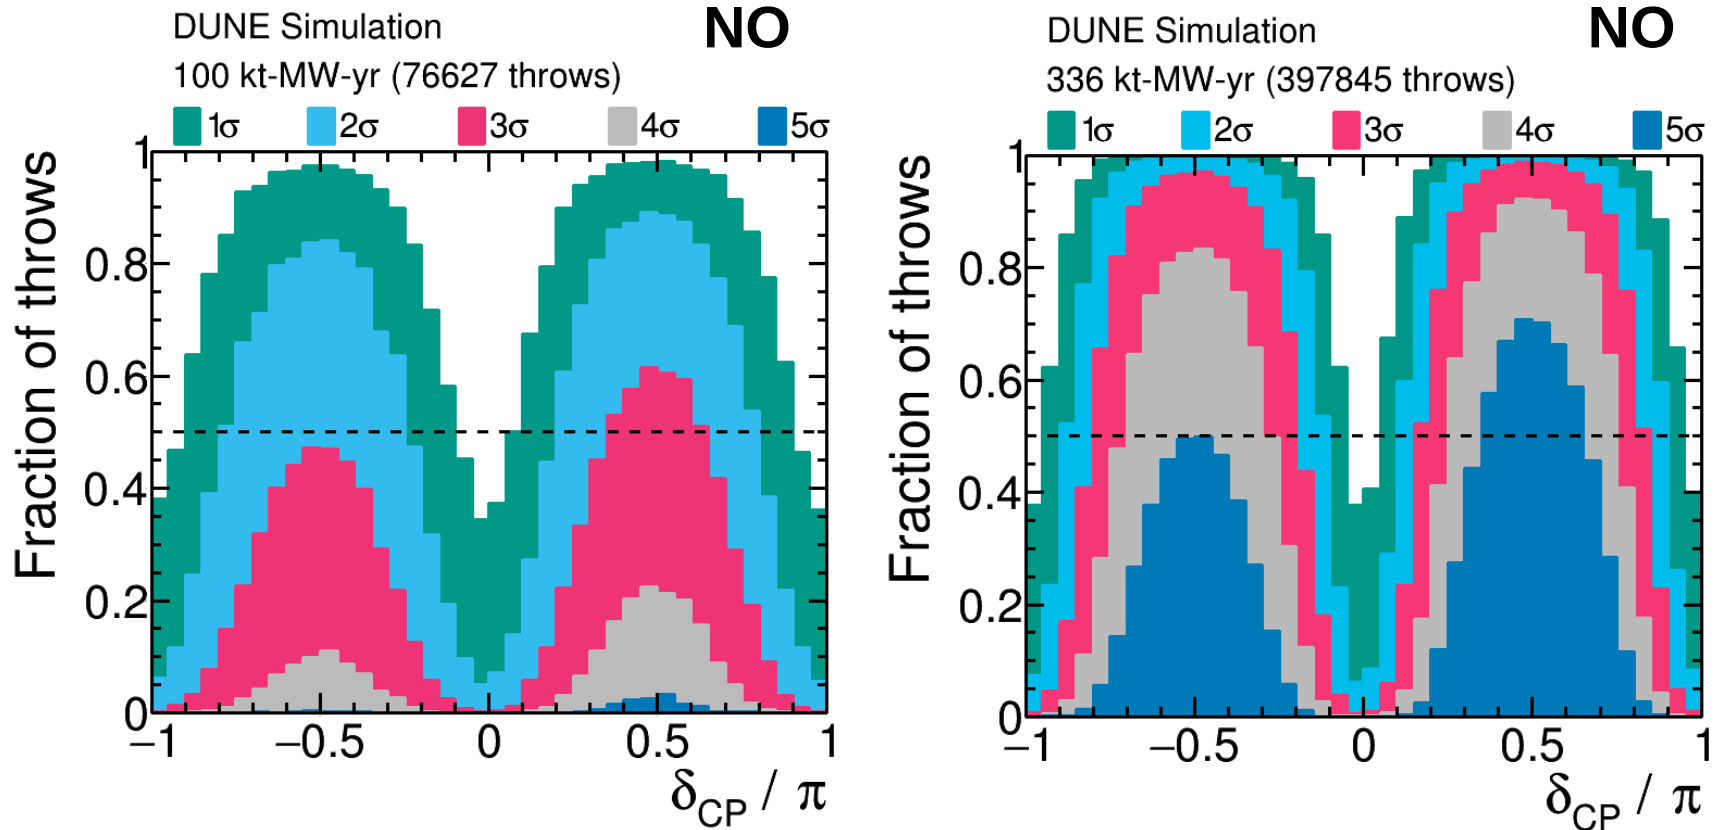 DUNE Simulation NO
100 kt-MW-yr (76627 throws)
1σ 2σ 3σ 4σ 5σ
Fraction of throws
1
0.8
0.6
0.4
0.2
0
−1 −0.5 0 0.5 1
δCP / π
DUNE Simulation NO
336 kt-MW-yr (397845 throws)
1σ 2σ 3σ 4σ 5σ
Fraction of throws
1
0.8
0.6
0.4
0.2
0
−1 −0.5 0 0.5 1
δCP / π